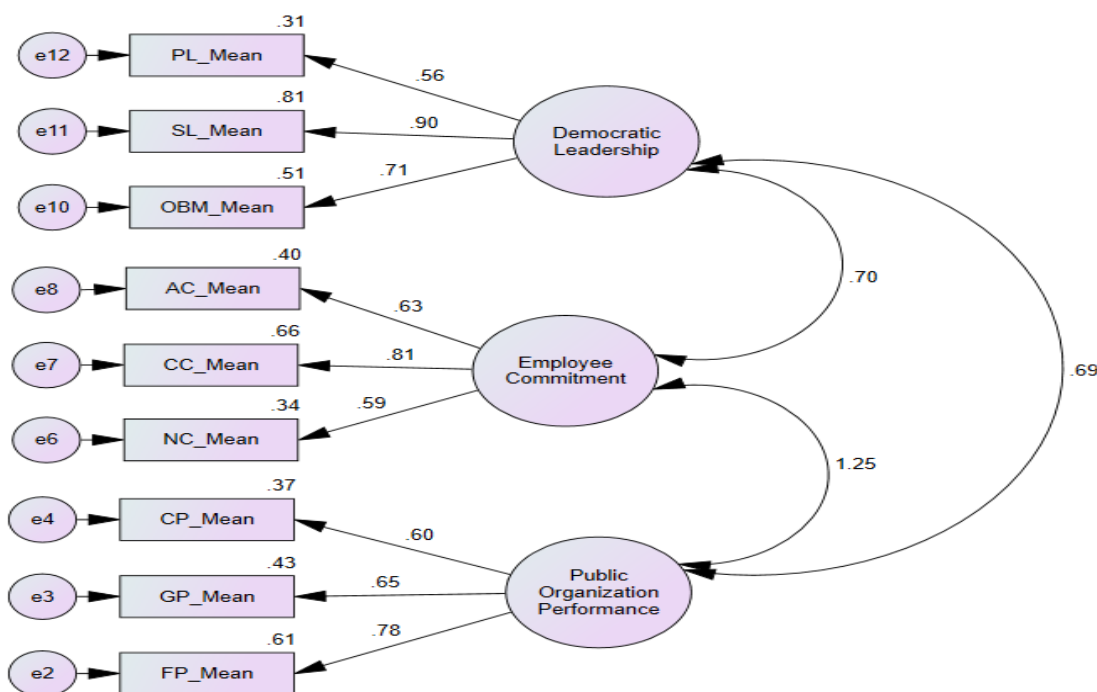 .31
e12
PL_Mean
.56
.81
e11
SL_Mean
.90
Democratic
Leadership
.51
e10
OBM_Mean
.71
.40
e8
AC_Mean
.63
.70
.66
e7
CC_Mean
.81
Employee
Commitment
.69
.34
e6
NC_Mean
.59
1.25
.37
e4
CP_Mean
.60
.43
e3
GP_Mean
.65
Public
Organization
Performance
.61
e2
FP_Mean
.78